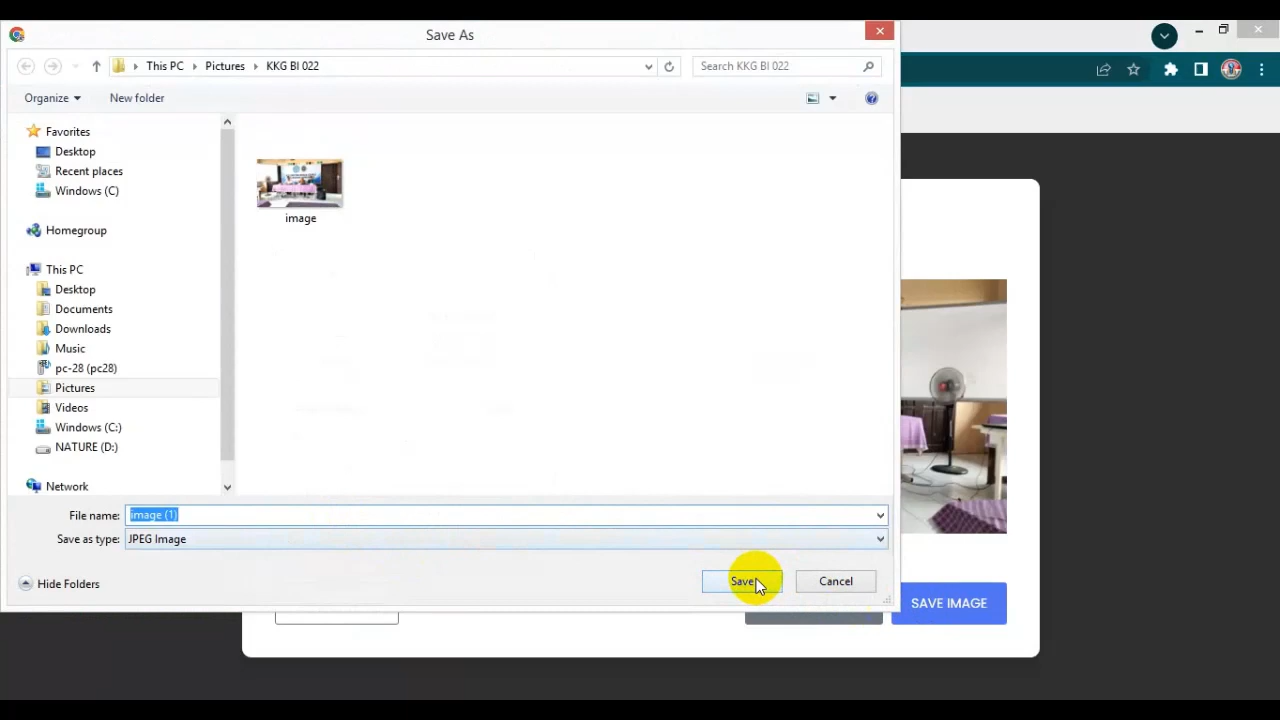 Save As
This PC
Pictures
KKG BI 022
Search KKG BI 022
Organize
New folder
Favorites
Desktop
Recent places
Windows (C)
Homegroup
This PC
Desktop
Documents
Downloads
Music
pc-28 (pc28)
Pictures
Videos
Windows (C:)
NATURE (D:)
Network
image
File name: image (1)
Save as type: JPEG Image
Hide Folders
Save
Cancel
SAVE IMAGE